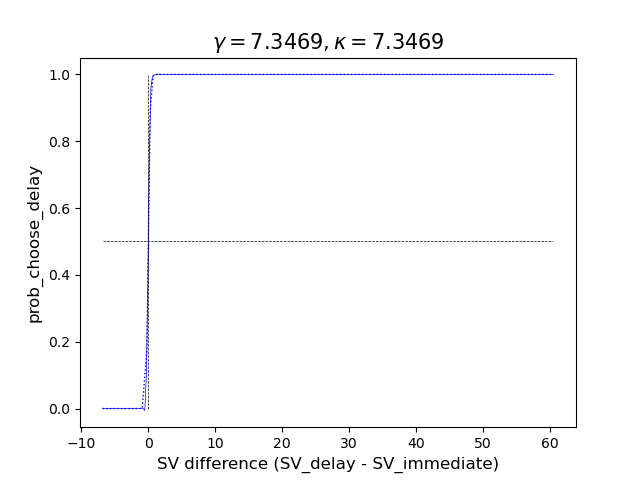 γ = 7.3469, κ = 7.3469
1.0
0.8
0.6
0.4
0.2
0.0
prob_choose_delay
−10 0 10 20 30 40 50 60
SV difference (SV_delay - SV_immediate)